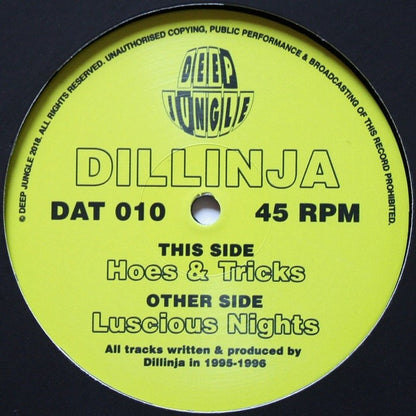 © DEEP JUNGLE 2018. ALL RIGHTS RESERVED. UNAUTHORISED COPYING, PUBLIC PERFORMANCE & BROADCASTING OF THIS RECORD PROHIBITED.
DEEP
JUNGLE
DILLINJA
DAT 010 45 RPM
THIS SIDE
Hoes & Tricks
OTHER SIDE
Luscious Nights
All tracks written & produced by
Dillinja in 1995-1996